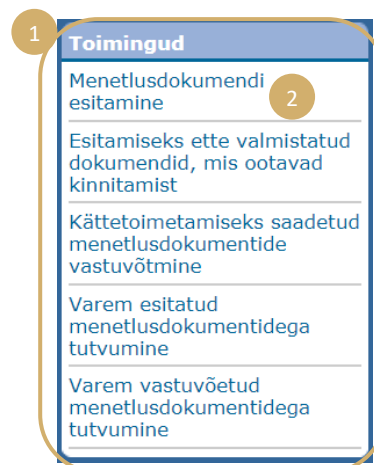 1
Toimingud
Menetlusdokumendi
esitamine
2
Esitamiseks ette valmistatud
dokumendid, mis ootavad
kinnitamist
Kättetoimetamiseks saadetud
menetlusdokumentide
vastuvõtmine
Varem esitatud
menetlusdokumentidega
tutvumine
Varem vastuvõetud
menetlusdokumentidega
tutvumine